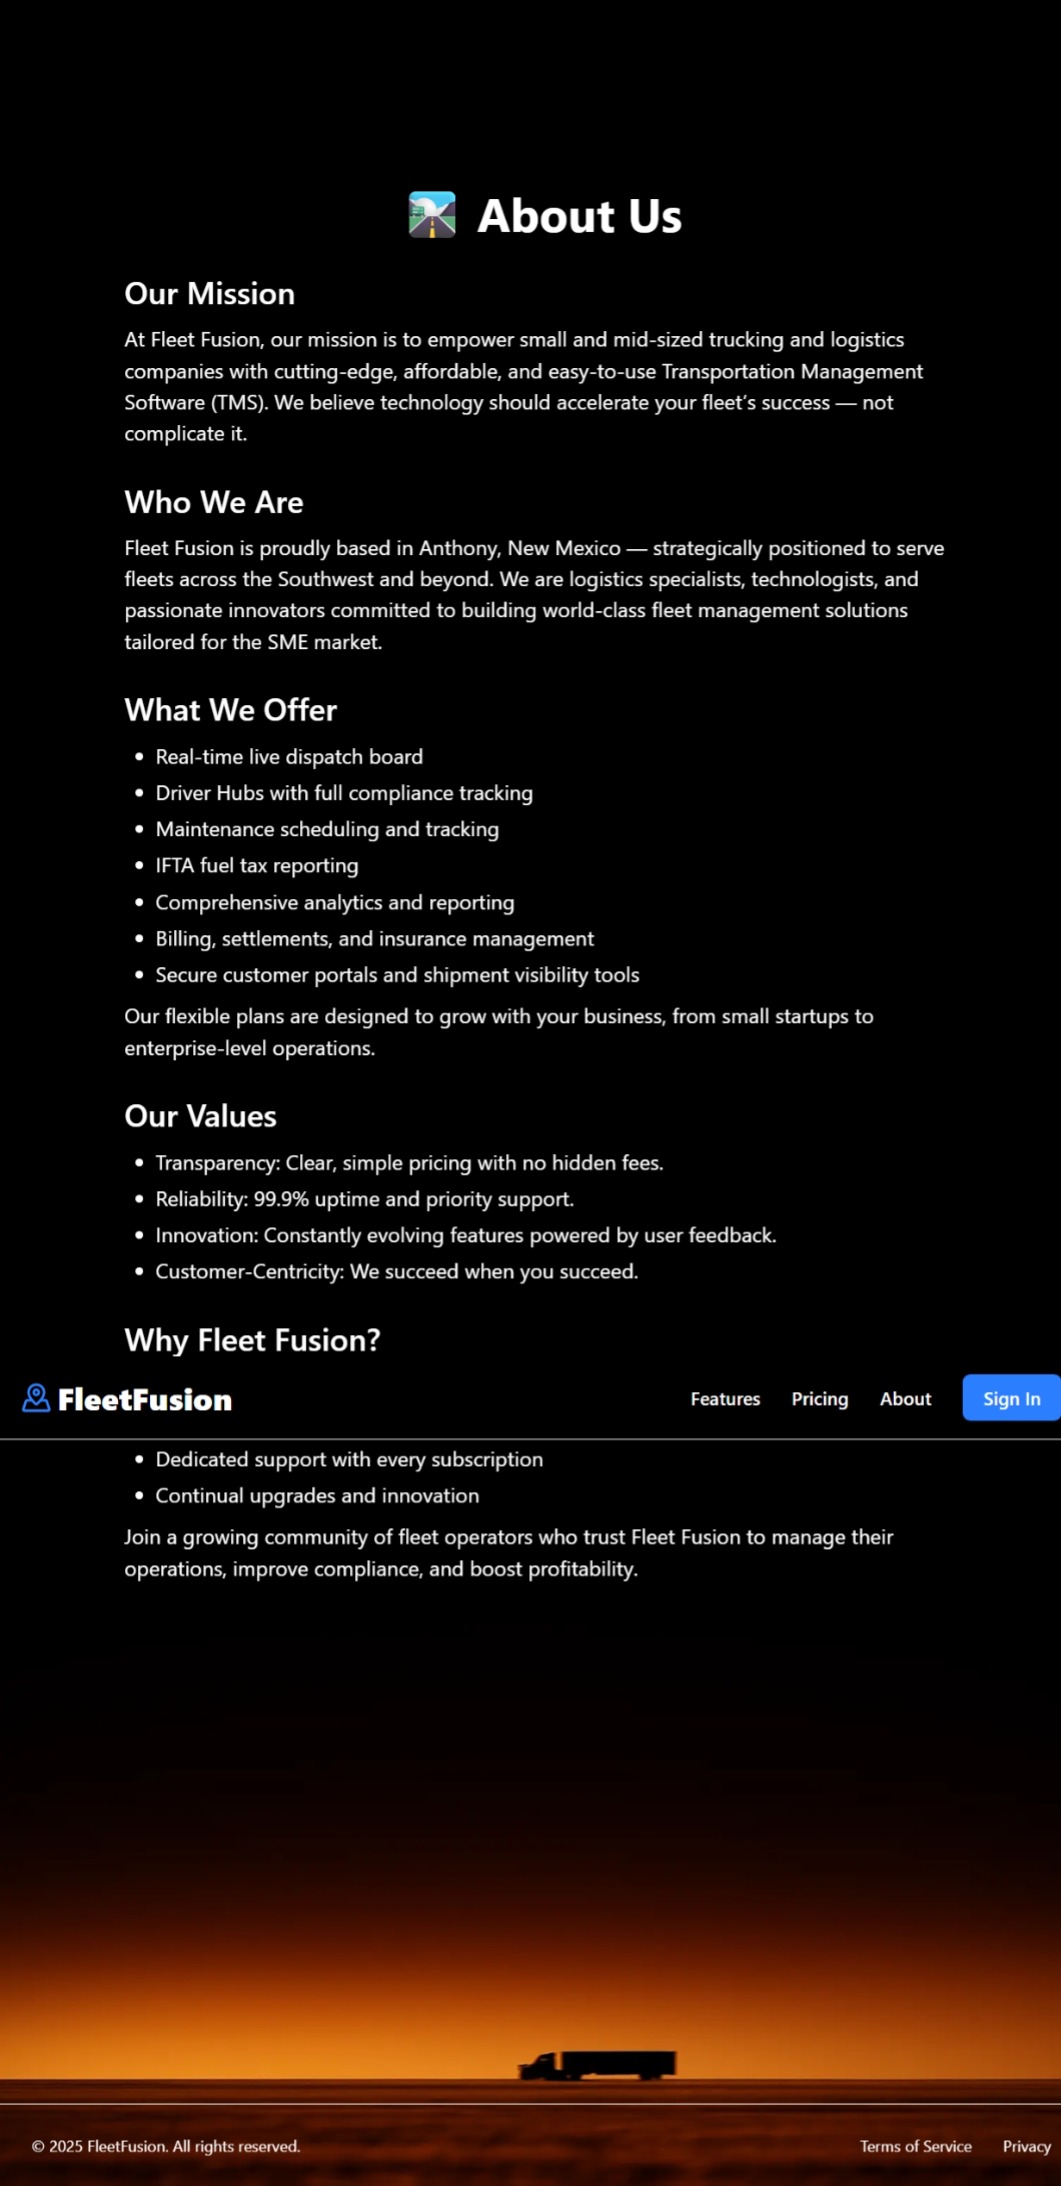 About Us
Our Mission
At Fleet Fusion, our mission is to empower small and mid-sized trucking and logistics
companies with cutting-edge, affordable, and easy-to-use Transportation Management
Software (TMS). We believe technology should accelerate your fleet's success — not
complicate it.
Who We Are
Fleet Fusion is proudly based in Anthony, New Mexico — strategically positioned to serve
fleets across the Southwest and beyond. We are logistics specialists, technologists, and
passionate innovators committed to building world-class fleet management solutions
tailored for the SME market.
What We Offer
• Real-time live dispatch board
• Driver Hubs with full compliance tracking
• Maintenance scheduling and tracking
• IFTA fuel tax reporting
• Comprehensive analytics and reporting
• Billing, settlements, and insurance management
• Secure customer portals and shipment visibility tools
Our flexible plans are designed to grow with your business, from small startups to
enterprise-level operations.
Our Values
• Transparency: Clear, simple pricing with no hidden fees.
• Reliability: 99.9% uptime and priority support.
• Innovation: Constantly evolving features powered by user feedback.
• Customer-Centricity: We succeed when you succeed.
Why Fleet Fusion?
FleetFusion Features Pricing About Sign In
• Dedicated support with every subscription
• Continual upgrades and innovation
Join a growing community of fleet operators who trust Fleet Fusion to manage their
operations, improve compliance, and boost profitability.
© 2025 FleetFusion. All rights reserved. Terms of Service Privacy